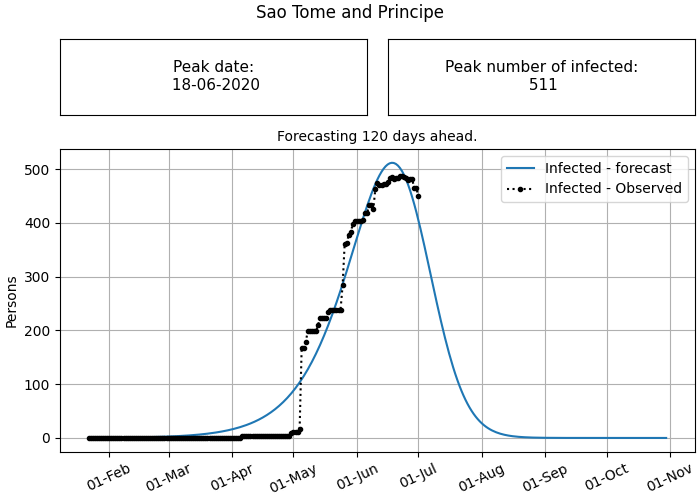 Sao Tome and Principe
Peak date:
18-06-2020
Peak number of infected:
511
Forecasting 120 days ahead.
Infected - forecast
Infected - Observed
Persons
500
400
300
200
100
0
01-Feb
01-Mar
01-Apr
01-May
01-Jun
01-Jul
01-Aug
01-Sep
01-Oct
01-Nov